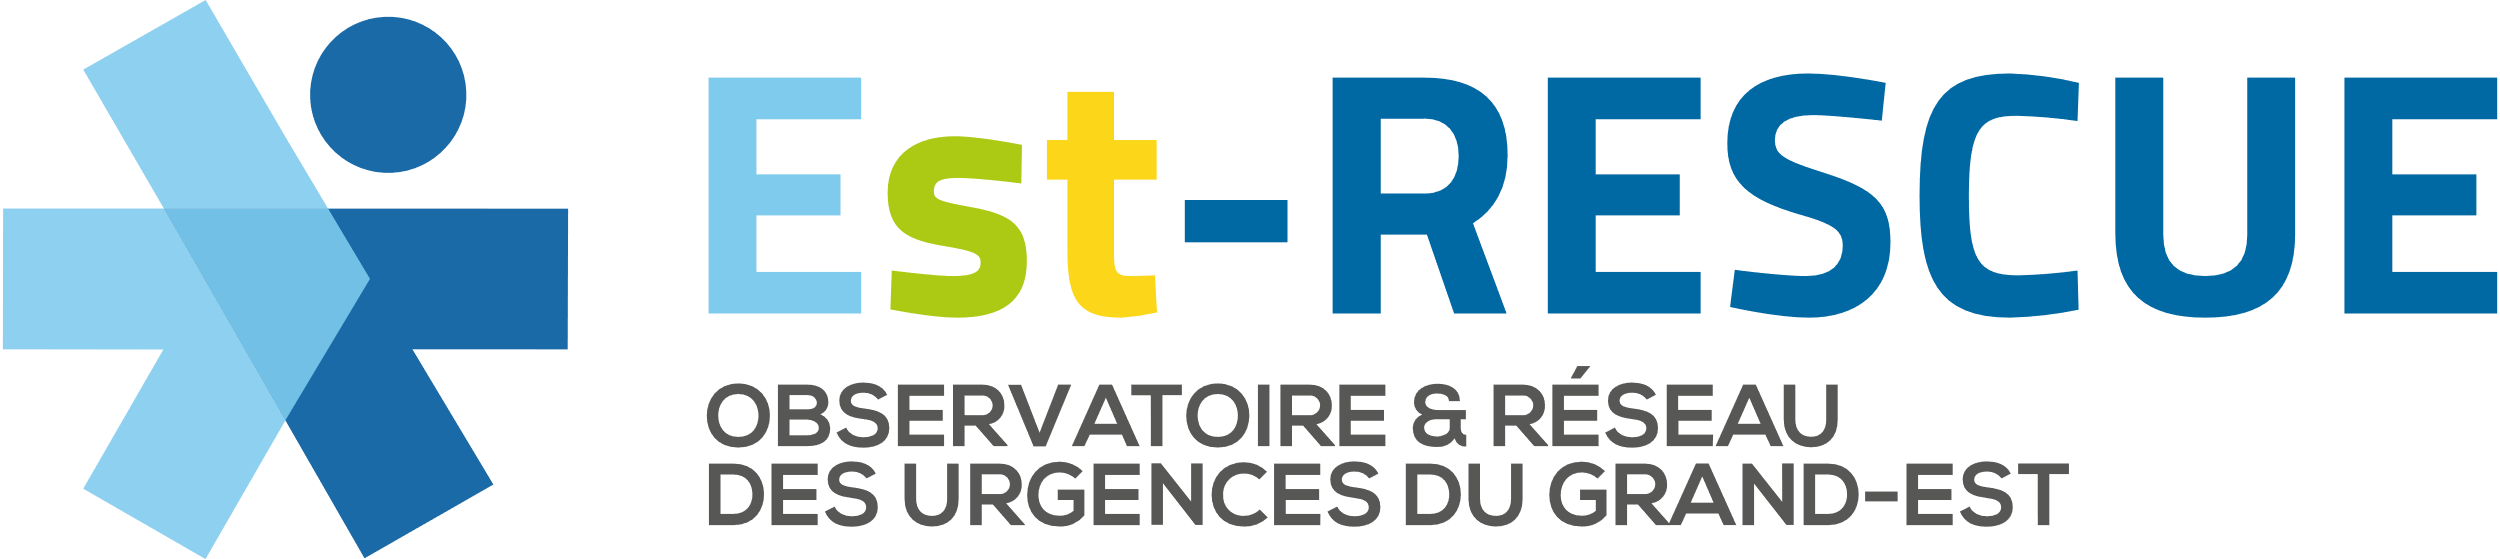 Est-RESCUE
OBSERVATOIRE & RÉSEAU
DES URGENCES DU GRAND-EST